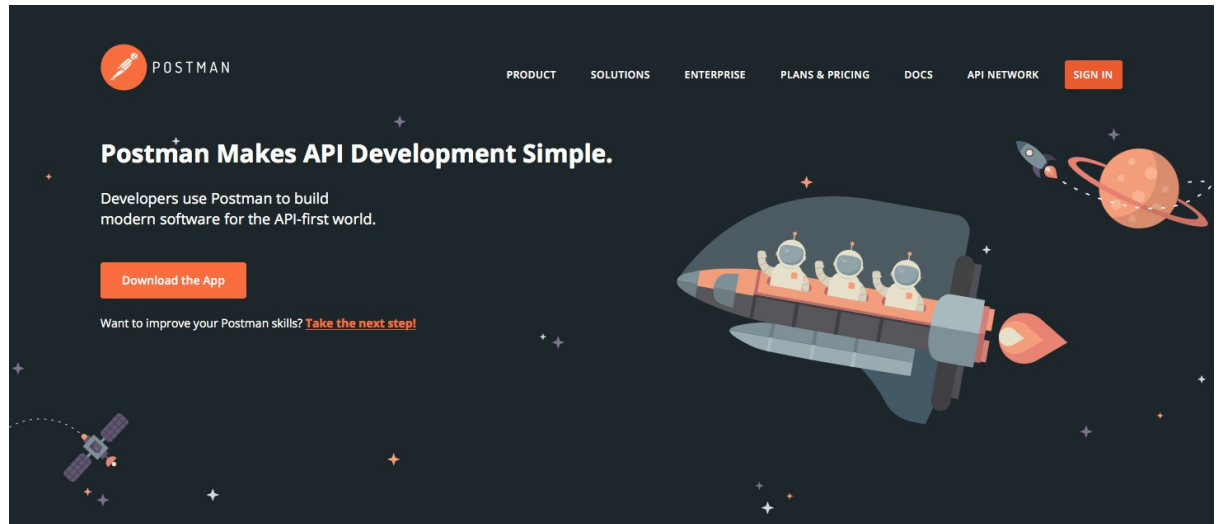 POSTMAN
PRODUCT SOLUTIONS ENTERPRISE PLANS & PRICING DOCS API NETWORK SIGN IN
Postman Makes API Development Simple.
Developers use Postman to build
modern software for the API-first world.
Download the App
Want to improve your Postman skills? Take the next step!